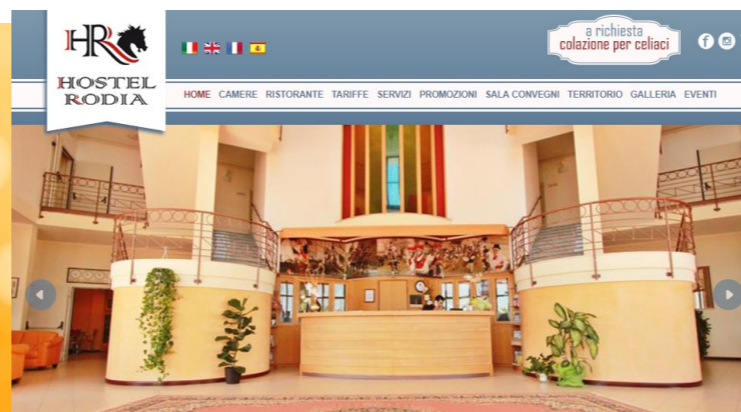 HR
HOSTEL
RODIA
a richiesta
colazione per celiaci
HOME CAMERE RISTORANTE TARIFFE SERVIZI PROMOZIONI SALA CONVEGNI TERRITORIO GALLERIA EVENTI